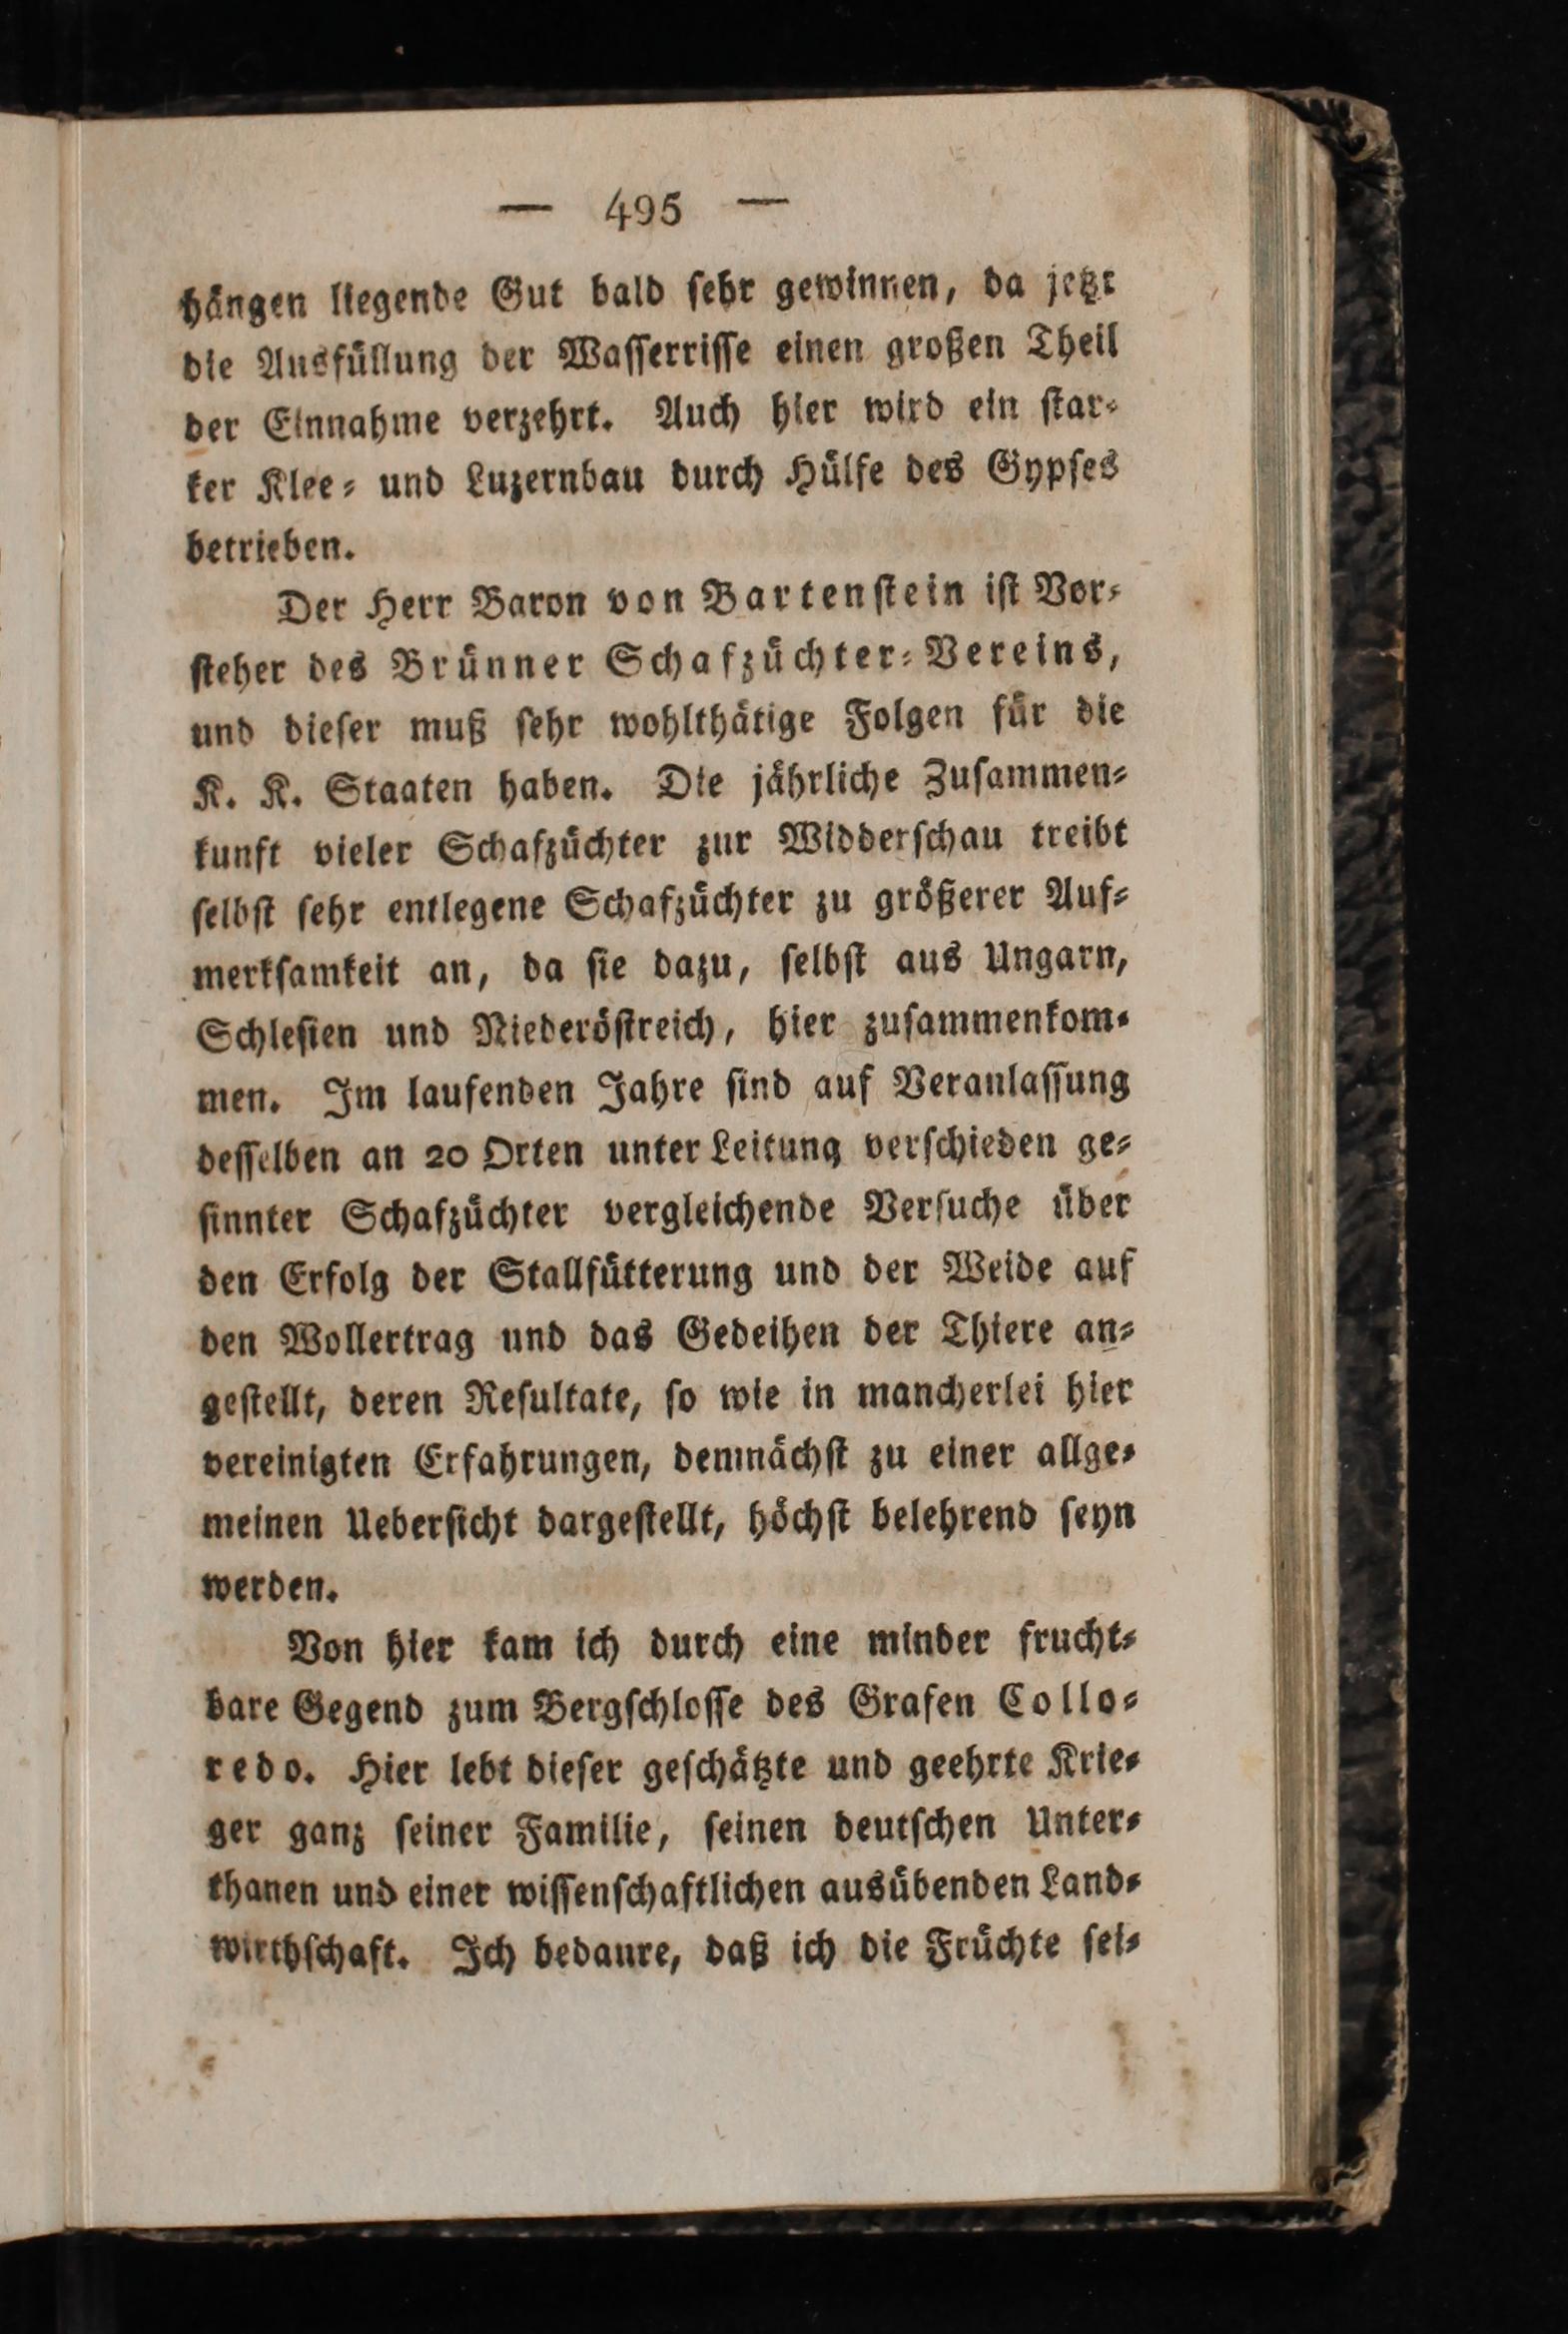 — 495 —
hängen liegende Gut bald sehr gewinnen, da jetzt
die Ausfüllung der Wasserrisse einen großen Theil
der Einnahme verzehrt. Auch hier wird ein star-
ker Klee- und Luzernbau durch Hülfe des Gypses
betrieben.
Der Herr Baron von Bartenstein ist Vor-
steher des Brünner Schafzüchter-Vereins,
und dieser muß sehr wohlthätige Folgen für die
K. K. Staaten haben. Die jährliche Zusammen-
kunft vieler Schafzüchter zur Widderschau treibt
selbst sehr entlegene Schafzüchter zu größerer Auf-
merksamkeit an, da sie dazu, selbst aus Ungarn,
Schlesien und Niederöstreich, hier zusammenkom-
men. Im laufenden Jahre sind auf Veranlassung
desselben an 20 Orten unter Leitung verschieden ge-
sinnter Schafzüchter vergleichende Versuche über
den Erfolg der Stallfütterung und der Weide auf
den Wollertrag und das Gedeihen der Thiere an-
gestellt, deren Resultate, so wie in mancherlei hier
vereinigten Erfahrungen, demnächst zu einer allge-
meinen Uebersicht dargestellt, höchst belehrend seyn
werden.
Von hier kam ich durch eine minder frucht-
bare Gegend zum Bergschlosse des Grafen Collo-
redo. Hier lebt dieser geschätzte und geehrte Krie-
ger ganz seiner Familie, seinen deutschen Unter-
thanen und einer wissenschaftlichen ausübenden Land-
wirthschaft. Ich bedaure, daß ich die Früchte sei-